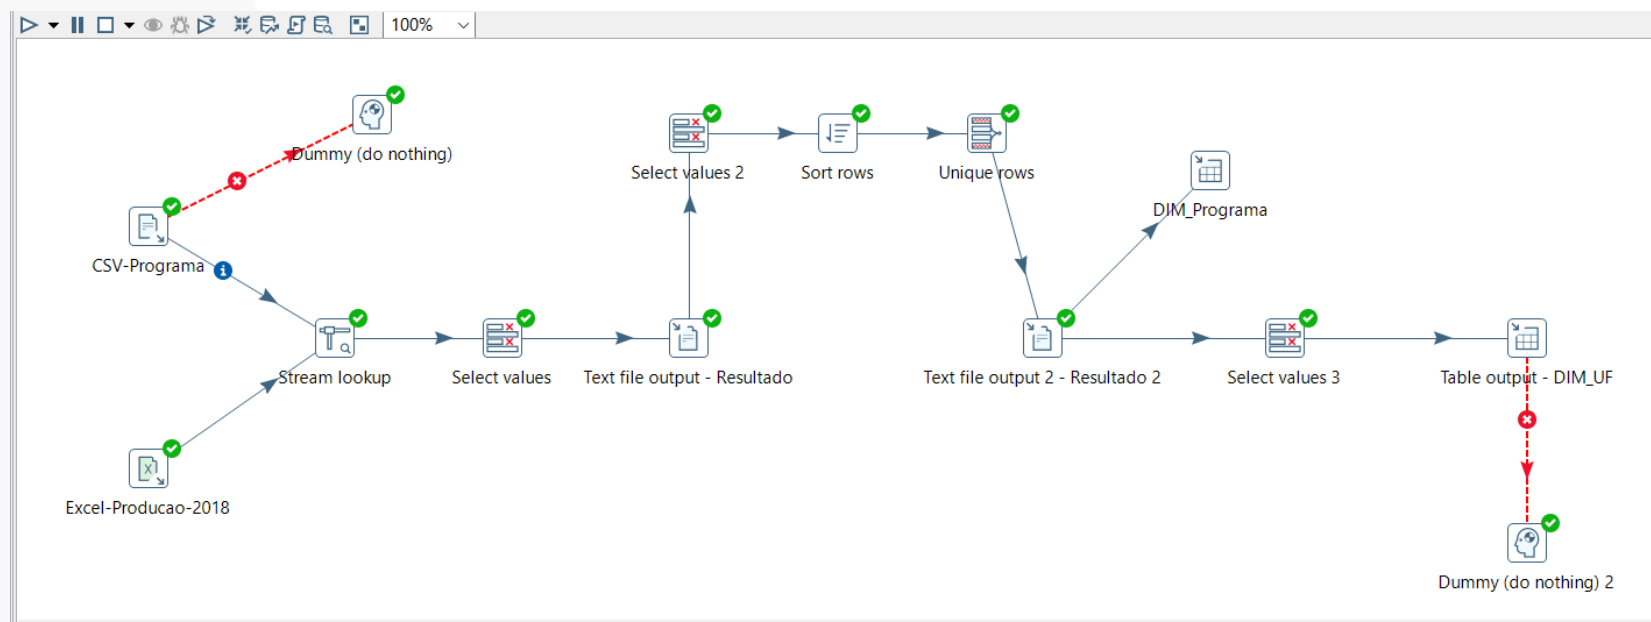 100%
Dummy (do nothing)
CSV-Programa
Excel-Producao-2018
Stream lookup
Select values
Text file output - Resultado
Select values 2
Sort rows
Unique rows
DIM_Programa
Text file output 2 - Resultado 2
Select values 3
Table output - DIM_UF
Dummy (do nothing) 2